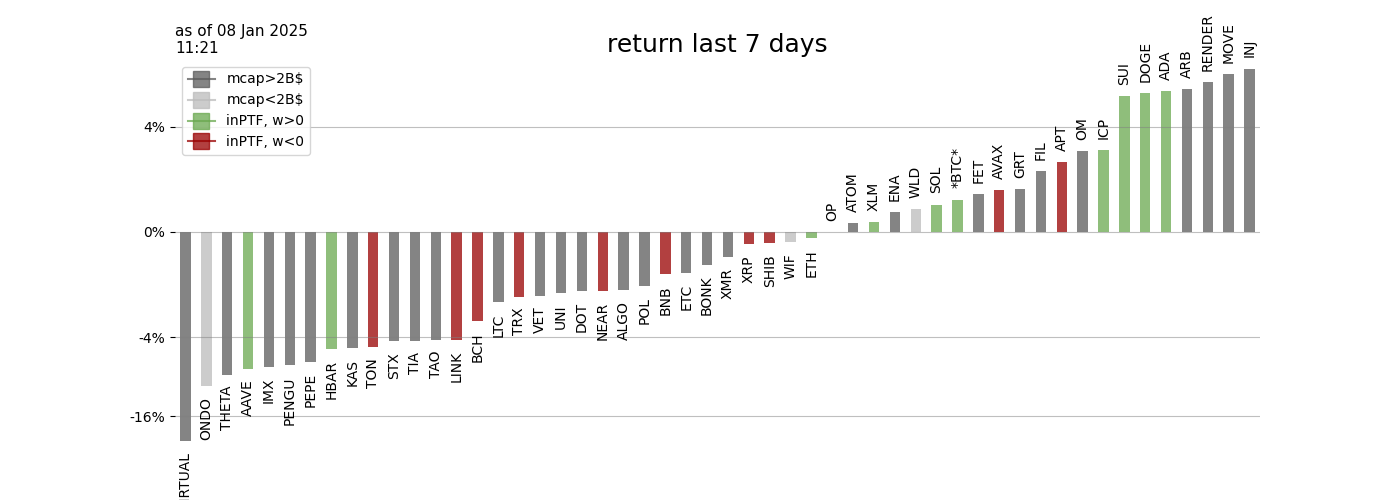 as of 08 Jan 2025
11:21
return last 7 days
mcap>2B$
mcap<2B$
inPTF, w>0
inPTF, w<0
4%
0%
-4%
-16%
RTUAL
ONDO
THETA
AAVE
IMX
PENGU
PEPE
HBAR
KAS
TON
STX
TIA
TAO
LINK
BCH
LTC
TRX
VET
UNI
DOT
NEAR
ALGO
POL
BNB
ETC
BONK
XMR
XRP
SHIB
WIF
ETH
OP
ATOM
XLM
ENA
WLD
SOL
*BTC*
FET
AVAX
GRT
FIL
APT
OM
ICP
SUI
DOGE
ADA
ARB
RENDER
MOVE
INJ